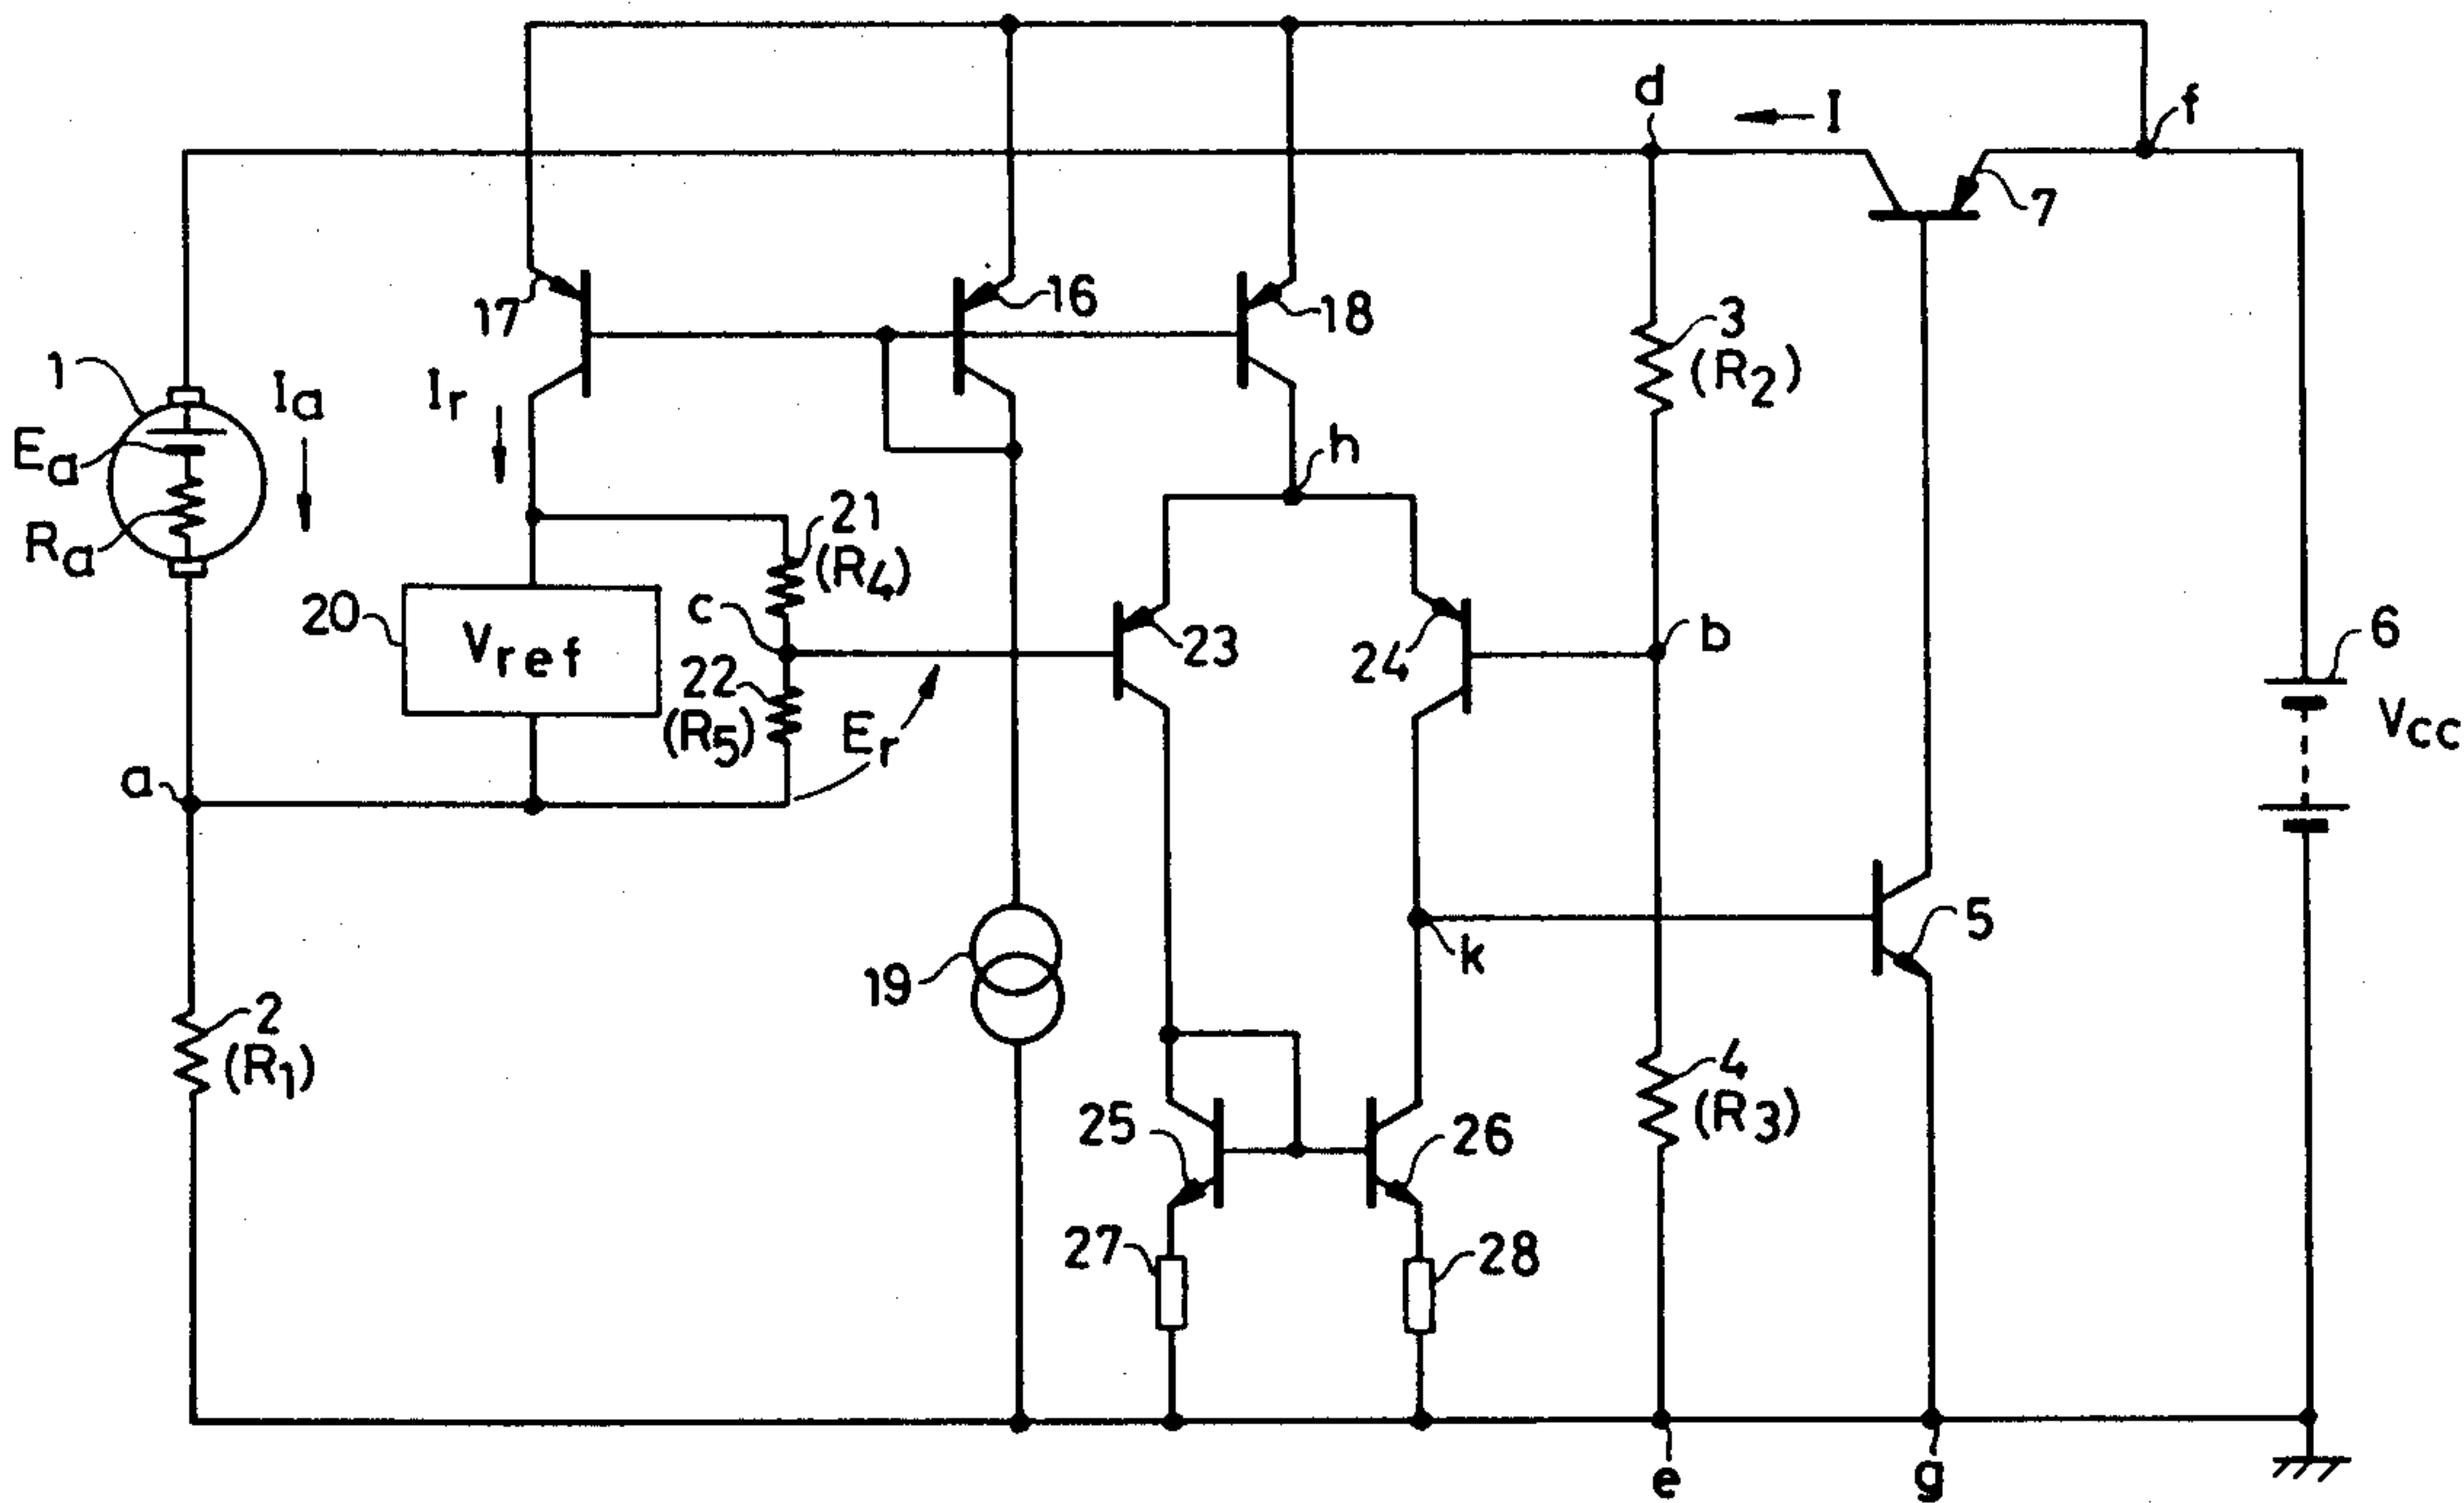 d
I
f
7
17
16
18
3
(R2)
1
Ia
Ir
Ea
Ra
h
21
(R4)
20
Vref
c
22
(R5)
23
24
b
6
Vcc
Er
a
k
5
19
2
(R1)
4
(R3)
25
26
27
28
e
g